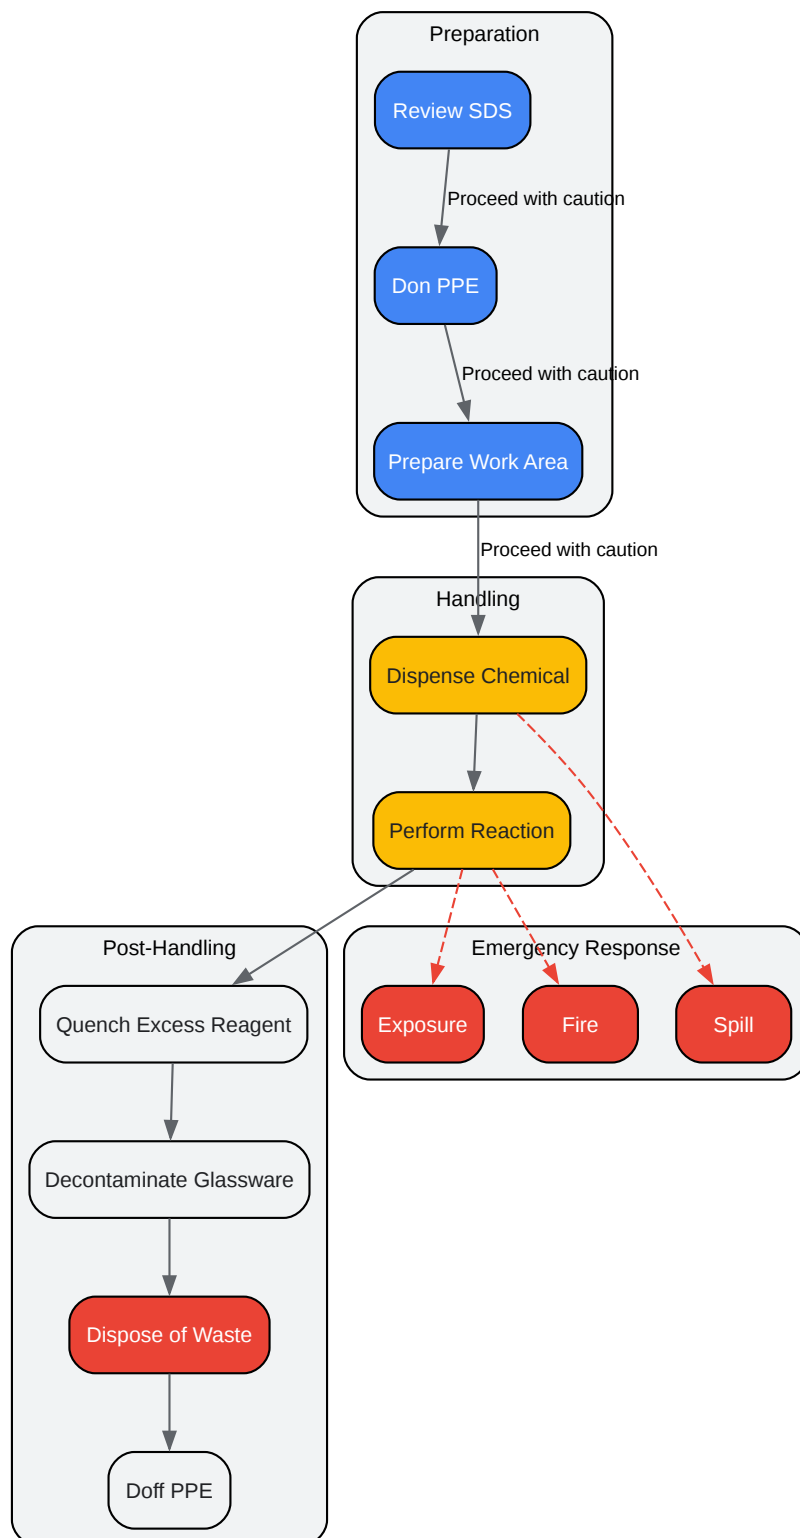 Preparation
Review SDS
Proceed with caution
Don PPE
Proceed with caution
Prepare Work Area
Proceed with caution
Handling
Dispense Chemical
Perform Reaction
Post-Handling
Emergency Response
Quench Excess Reagent
Exposure
Fire
Spill
Decontaminate Glassware
Dispose of Waste
Doff PPE